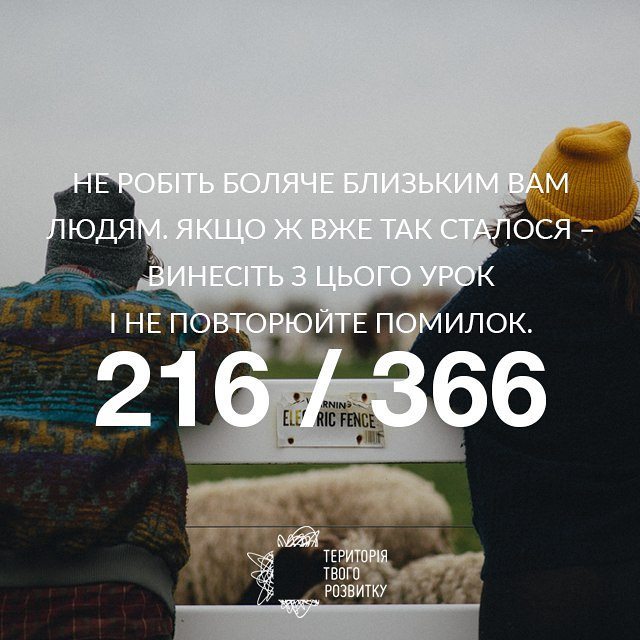 НЕ РОБІТЬ БОЛЯЧЕ БЛИЗЬКИМ ВАМ
ЛЮДЯМ. ЯКЩО Ж ВЖЕ ТАК СТАЛОСЯ –
ВИНЕСІТЬ З ЦЬОГО УРОК
І НЕ ПОВТОРЮЙТЕ ПОМИЛОК.
216 / 366
FENCE
ТЕРИТОРІЯ
ТВОГО
РОЗВИТКУ